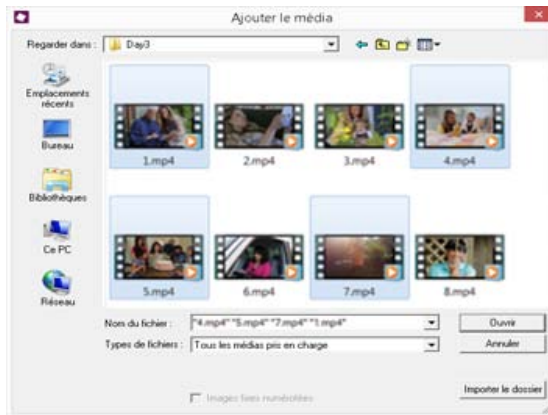 Ajouter le média
Regarder dans :
Day3
Emplacements
récents
Bureau
Bibliothèques
Ce PC
Réseau
1.mp4
2.mp4
3.mp4
4.mp4
5.mp4
6.mp4
7.mp4
8.mp4
Nom du fichier :
"4.mp4" "5.mp4" "7.mp4" "1.mp4"
Ouvrir
Types de fichiers :
Tous les médias pris en charge
Annuler
Images fixes numérotées
Importer le dossier